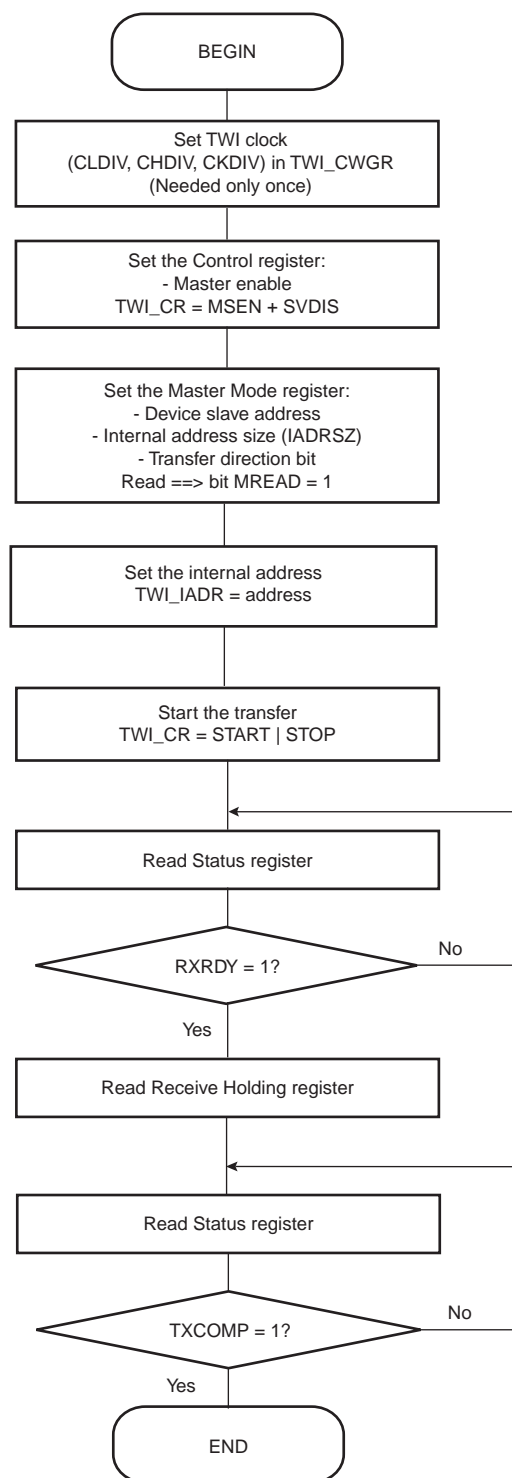 BEGIN
Set TWI clock
(CLDIV, CHDIV, CKDIV) in TWI_CWGR
(Needed only once)
Set the Control register:
- Master enable
TWI_CR = MSEN + SVDIS
Set the Master Mode register:
- Device slave address
- Internal address size (IADRSZ)
- Transfer direction bit
Read ==> bit MREAD = 1
Set the internal address
TWI_IADR = address
Start the transfer
TWI_CR = START | STOP
Read Status register
RXRDY = 1?
No
Yes
Read Receive Holding register
Read Status register
TXCOMP = 1?
No
Yes
END